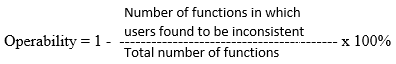 Number of functions in which
users found to be inconsistent
Operability = 1 - ---------------------------------------- x 100%
Total number of functions